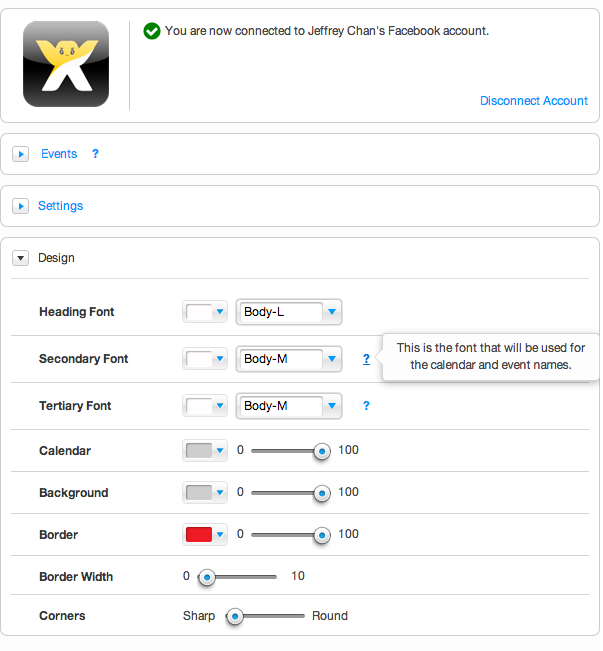 You are now connected to Jeffrey Chan's Facebook account.
Disconnect Account
Events ?
Settings
Design
Heading Font Body-L
Secondary Font Body-M ?
This is the font that will be used for
the calendar and event names.
Tertiary Font Body-M ?
Calendar 0 100
Background 0 100
Border 0 100
Border Width 0 10
Corners Sharp Round